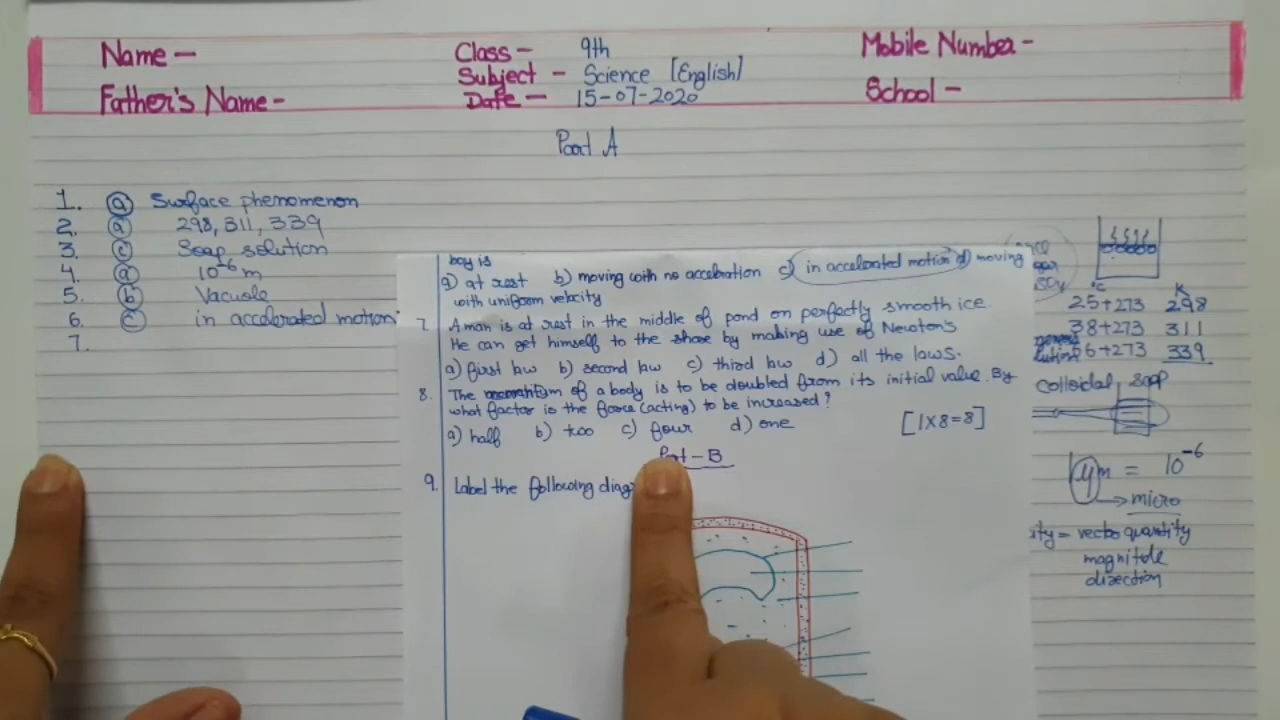 Name – Class – 9th Mobile Number –
Subject – Science [English]
Father's Name – Date – 15-07-2020 School –
Part A
1. (a) Surface phenomenon
2. (a) 298, 311, 339
3. (c) Soap solution
4. (a) 10⁻⁶ m
5. (b) Vacuole
6. (c) in accelerated motion
7.
boy is
a) at rest b) moving with no acceleration c) in accelerated motion d) moving
with uniform velocity
7. A man is at rest in the middle of pond on perfectly smooth ice.
He can get himself to the shore by making use of Newton's
a) first law b) second law c) third law d) all the laws.
8. The momentum of a body is to be doubled from its initial value. By
what factor is the force (acting) to be increased?
a) half b) two c) four d) one [1×8=8]
Part – B
9. Label the following
°C K
25+273 298
38+273 311
66+273 339
Colloidal soap
μm = 10⁻⁶
→ micro
= vector quantity
magnitude
direction